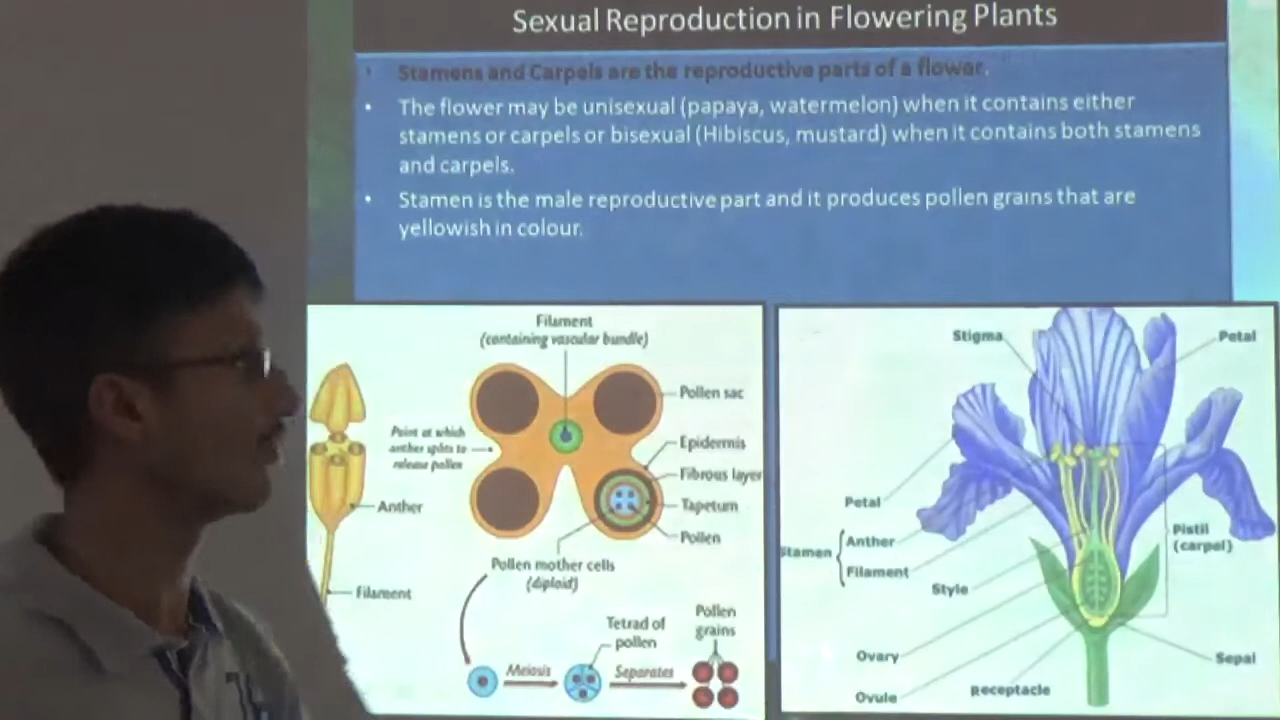 Sexual Reproduction in Flowering Plants
• Stamens and Carpels are the reproductive parts of a flower.
• The flower may be unisexual (papaya, watermelon) when it contains either
stamens or carpels or bisexual (Hibiscus, mustard) when it contains both stamens
and carpels.
• Stamen is the male reproductive part and it produces pollen grains that are
yellowish in colour.
Filament
(containing vascular bundle)
Pollen sac
Point at which
anther splits to
release pollen
Epidermis
Fibrous layer
Tapetum
Pollen
Anther
Filament
Pollen mother cells
(diploid)
Meiosis
Tetrad of
pollen
Separates
Pollen
grains
Stigma
Petal
Petal
Stamen
Anther
Filament
Style
Pistil
(carpel)
Ovary
Ovule
Receptacle
Sepal